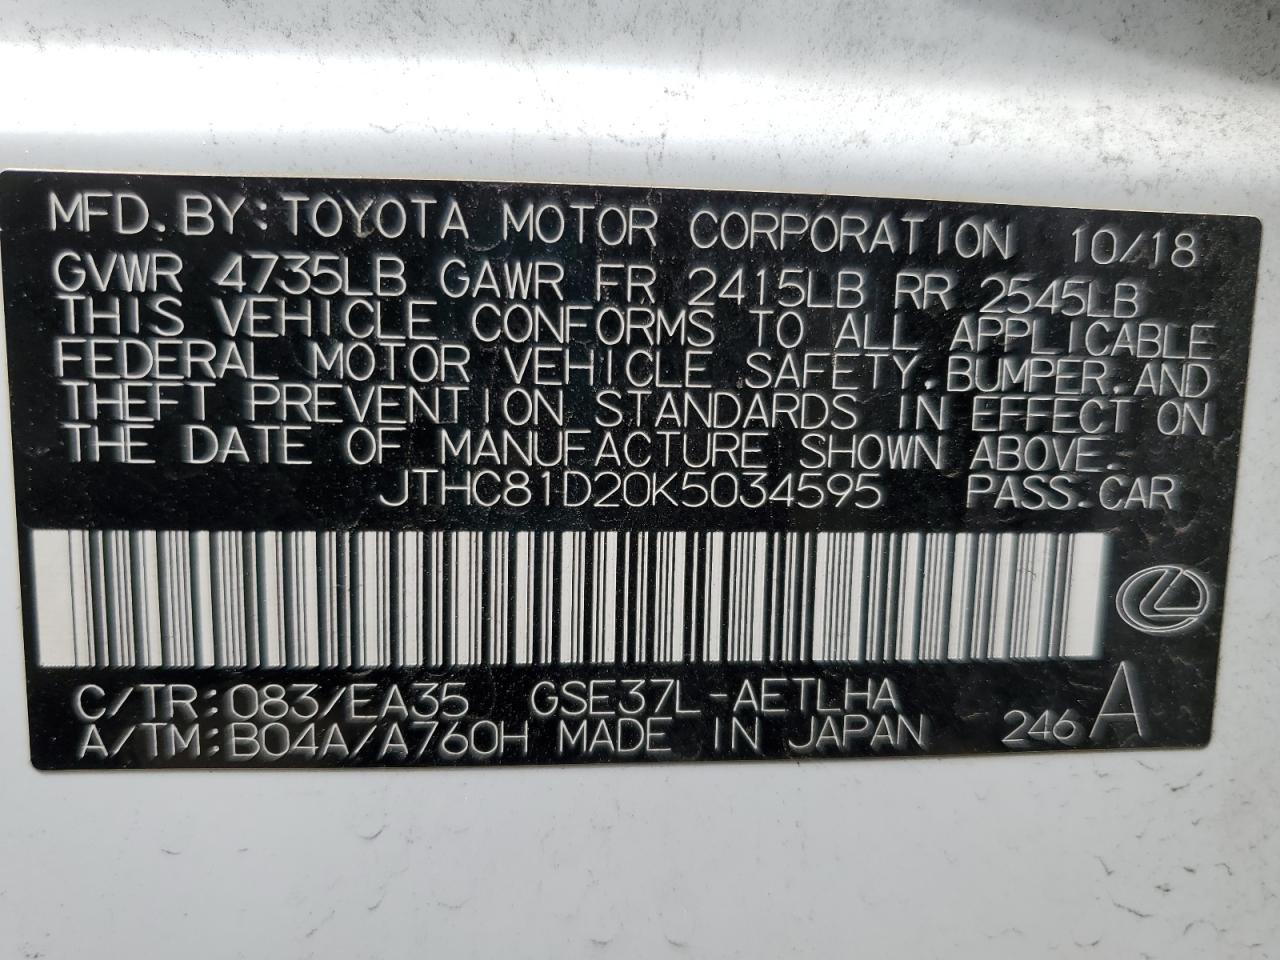 MFD. BY: TOYOTA MOTOR CORPORATION 10/18
GVWR 4735LB GAWR FR 2415LB RR 2545LB
THIS VEHICLE CONFORMS TO ALL APPLICABLE
FEDERAL MOTOR VEHICLE SAFETY, BUMPER, AND
THEFT PREVENTION STANDARDS IN EFFECT ON
THE DATE OF MANUFACTURE SHOWN ABOVE.
JTHC81D20K5034595 PASS. CAR
C/TR: 083/EA35 GSE37L-AETLHA
A/TM: B04A/A760H MADE IN JAPAN 246 A